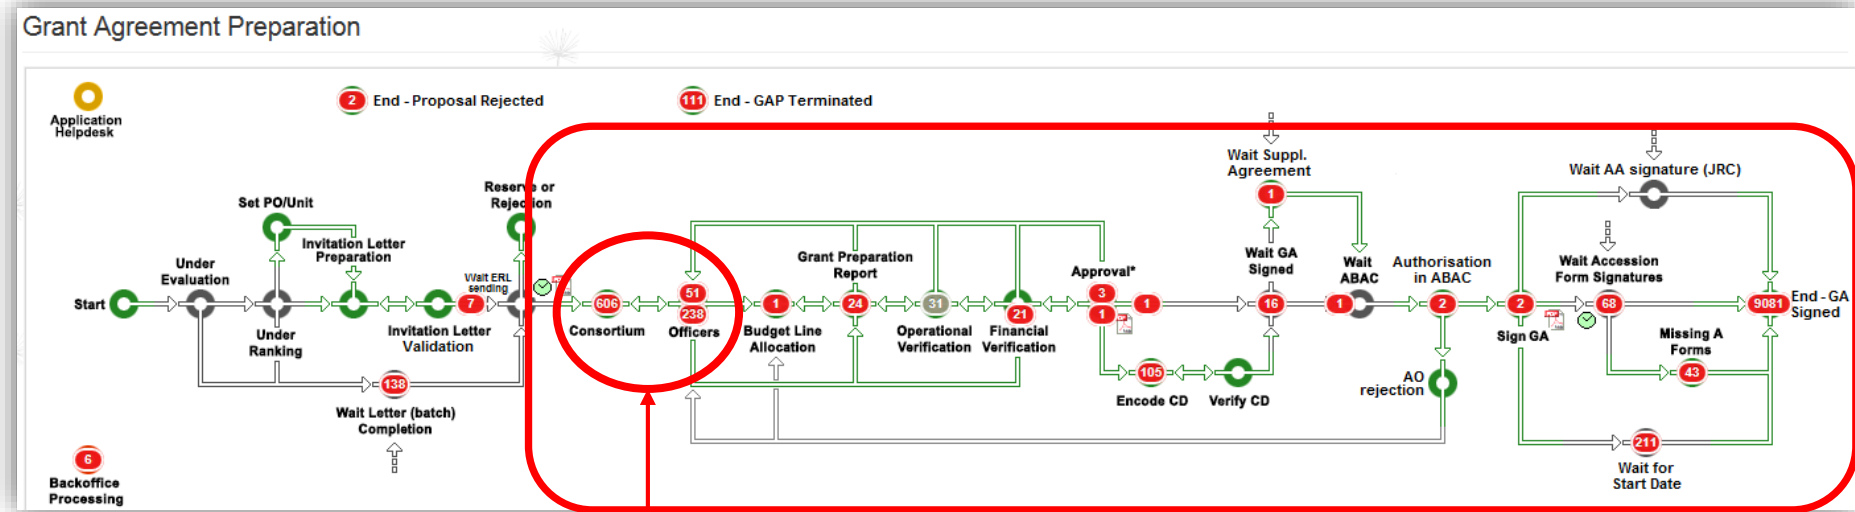 Grant Agreement Preparation
Application
Helpdesk
2 End - Proposal Rejected
111 End - GAP Terminated
Wait Suppl.
Agreement
1
Wait AA signature (JRC)
Reserve or
Rejection
Set PO/Unit
Invitation Letter
Preparation
Under
Evaluation
Wait ERL
sending
Start
7
Under
Ranking
Invitation Letter
Validation
138
Wait Letter (batch)
Completion
606
Consortium
51
238
Officers
1
Budget Line
Allocation
Grant Preparation
Report
24
31
Operational
Verification
21
Financial
Verification
Approval*
3
1
1
105
Encode CD
Verify CD
Wait GA
Signed
16
Wait
ABAC
1
Authorisation
in ABAC
2
AO
rejection
2
Sign GA
Wait Accession
Form Signatures
68
Missing A
Forms
43
211
Wait for
Start Date
9081 End - GA
Signed
6
Backoffice
Processing